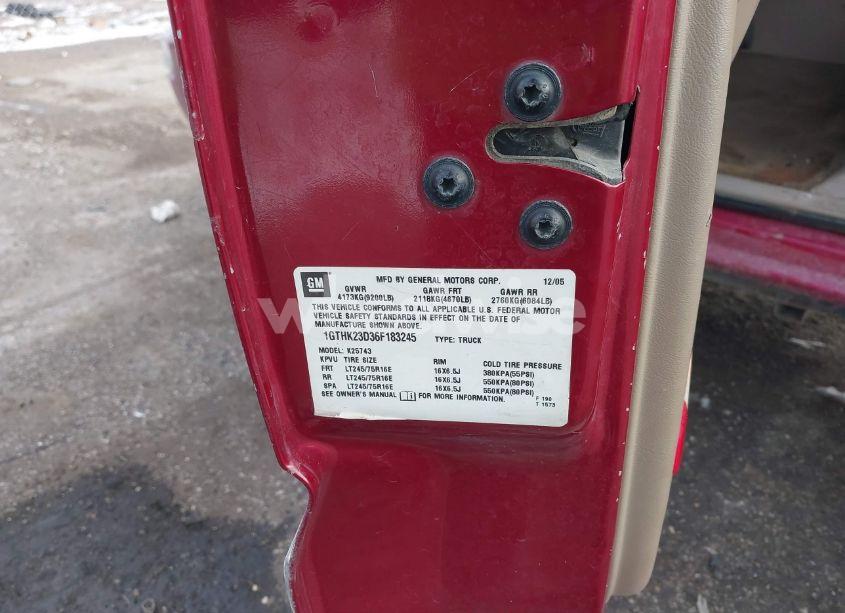 GM
MFD BY GENERAL MOTORS CORP. 12/05
GVWR GAWR FRT GAWR RR
4173KG(9200LB) 2118KG(4670LB) 2760KG(6084LB)
THIS VEHICLE CONFORMS TO ALL APPLICABLE U.S. FEDERAL MOTOR
VEHICLE SAFETY STANDARDS IN EFFECT ON THE DATE OF
MANUFACTURE SHOWN ABOVE.
1GTHK23D36F183245 TYPE: TRUCK
MODEL: K25743
KPVU TIRE SIZE RIM COLD TIRE PRESSURE
FRT LT245/75R16E 16X6.5J 380KPA(55PSI)
RR LT245/75R16E 16X6.5J 550KPA(80PSI)
SPA LT245/75R16E 16X6.5J 550KPA(80PSI)
SEE OWNER'S MANUAL FOR MORE INFORMATION.
F 190
T 1573